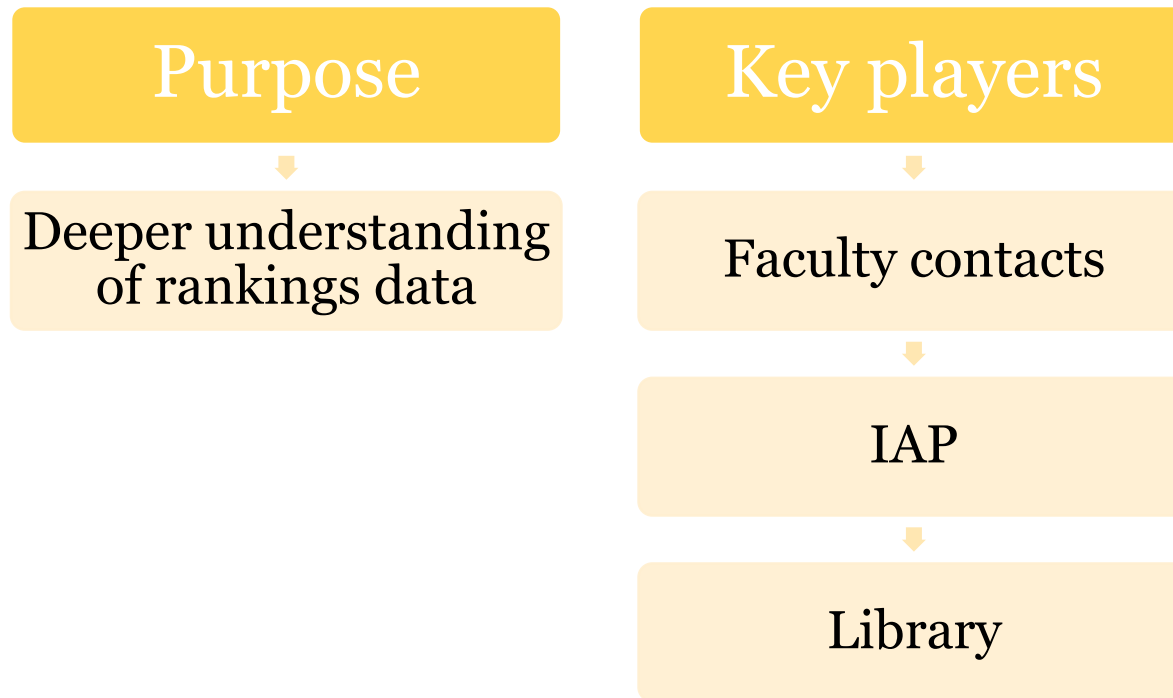 Purpose
Deeper understanding
of rankings data
Key players
Faculty contacts
IAP
Library